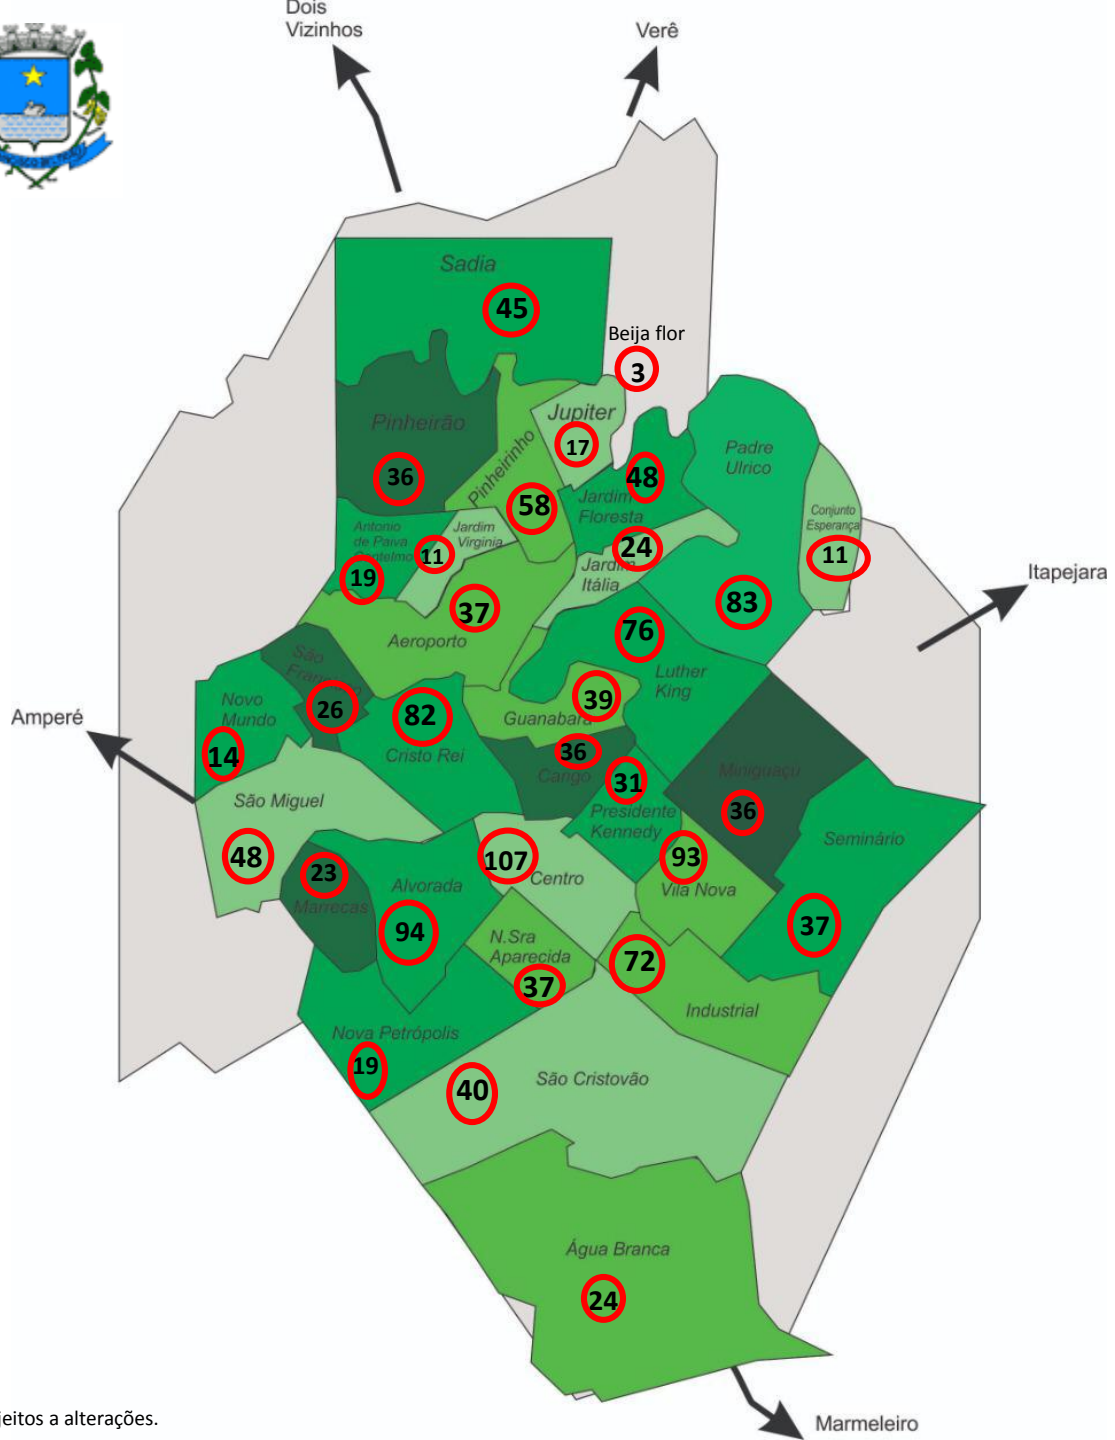 Dois
Vizinhos
Verê
Sadia
45
Beija flor
3
Pinheirão
36
Pinheirinho
58
Jupiter
17
48
Jardim
Floresta
Padre
Ulrico
83
Conjunto
Esperança
11
Antonio
de Paiva
Cantelmo
19
Jardim
Virginia
11
24
Jardim
Itália
Itapejara
37
Aeroporto
76
Luther
King
São
Francisco
26
Novo
Mundo
14
82
Cristo Rei
39
Guanabara
36
Cango
31
Presidente
Kennedy
Amperé
Miniguaçú
36
São Miguel
48
Seminário
37
23
Marrecas
Alvorada
94
107
Centro
93
Vila Nova
N.Sra
Aparecida
37
72
Industrial
Nova Petrópolis
19
São Cristovão
40
Água Branca
24
jeitos a alterações.
Marmeleiro